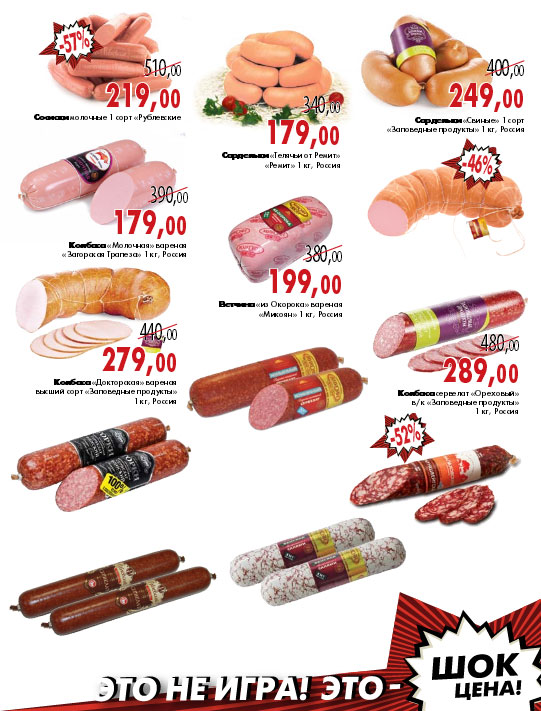 -57%
510,00
219,00
Сосиски молочные 1 сорт «Рублевские
340,00
179,00
Сардельки «Телячьи от Ремит»
«Ремит» 1 кг, Россия
400,00
249,00
Сардельки «Свиные» 1 сорт
«Заповедные продукты» 1 кг, Россия
390,00
179,00
Колбаса «Молочная» вареная
«Загорская Трапеза» 1 кг, Россия
380,00
199,00
Ветчина «из Окорока» вареная
«Микоян» 1 кг, Россия
-46%
440,00
279,00
Колбаса «Докторская» вареная
высший сорт «Заповедные продукты»
1 кг, Россия
480,00
289,00
Колбаса сервелат «Ореховый»
в/к «Заповедные продукты»
1 кг, Россия
100%
-52%
ЭТО НЕ ИГРА! ЭТО -
ШОК
ЦЕНА!